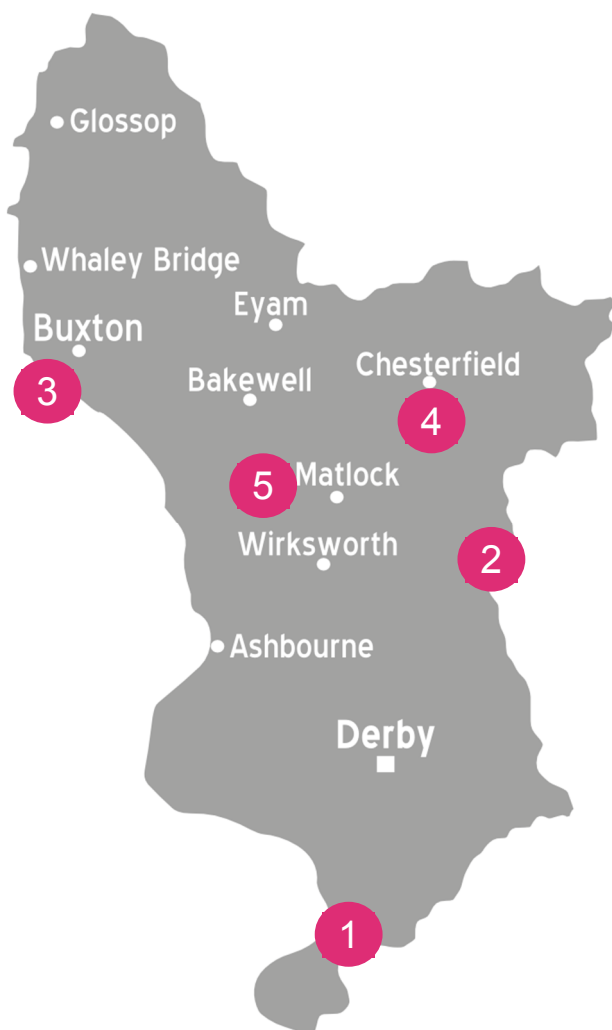 Glossop
Whaley Bridge
Eyam
Buxton
Chesterfield
Bakewell
3
4
Matlock
5
Wirksworth
2
Ashbourne
Derby
1